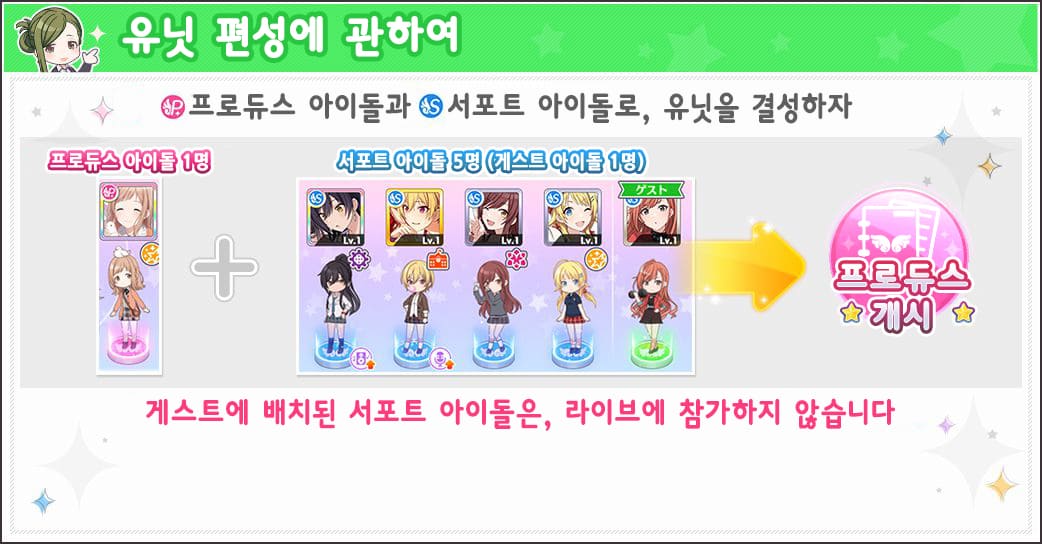 유닛 편성에 관하여
P프로듀스 아이돌과 S서포트 아이돌로, 유닛을 결성하자
프로듀스 아이돌 1명
서포트 아이돌 5명 (게스트 아이돌 1명)
P
S
S
S
S
S
ゲスト
Lv.1
Lv.1
Lv.1
Lv.1
Lv.1
프로듀스
개시
게스트에 배치된 서포트 아이돌은, 라이브에 참가하지 않습니다